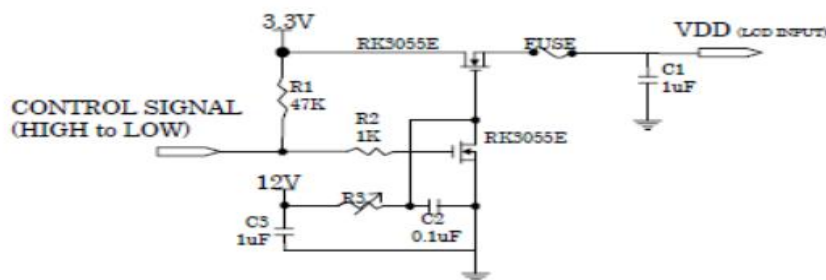 3.3V
RK3055E
FUSE
VDD (LCD INPUT)
R1
47K
C1
1uF
CONTROL SIGNAL
(HIGH to LOW)
R2
1K
RK3055E
12V
R3
C2
0.1uF
C3
1uF